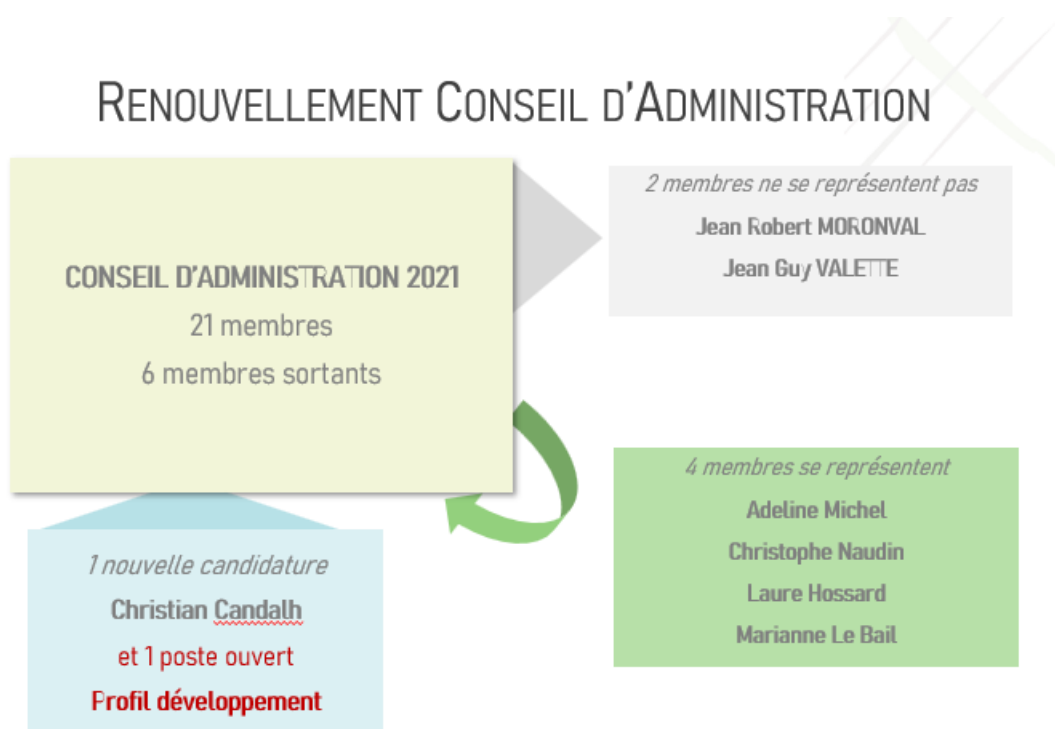 RENOUVELLEMENT CONSEIL D'ADMINISTRATION
CONSEIL D'ADMINISTRATION 2021
21 membres
6 membres sortants
2 membres ne se représentent pas
Jean Robert MORONVAL
Jean Guy VALETTE
4 membres se représentent
Adeline Michel
Christophe Naudin
Laure Hossard
Marianne Le Bail
1 nouvelle candidature
Christian Candalh
et 1 poste ouvert
Profil développement